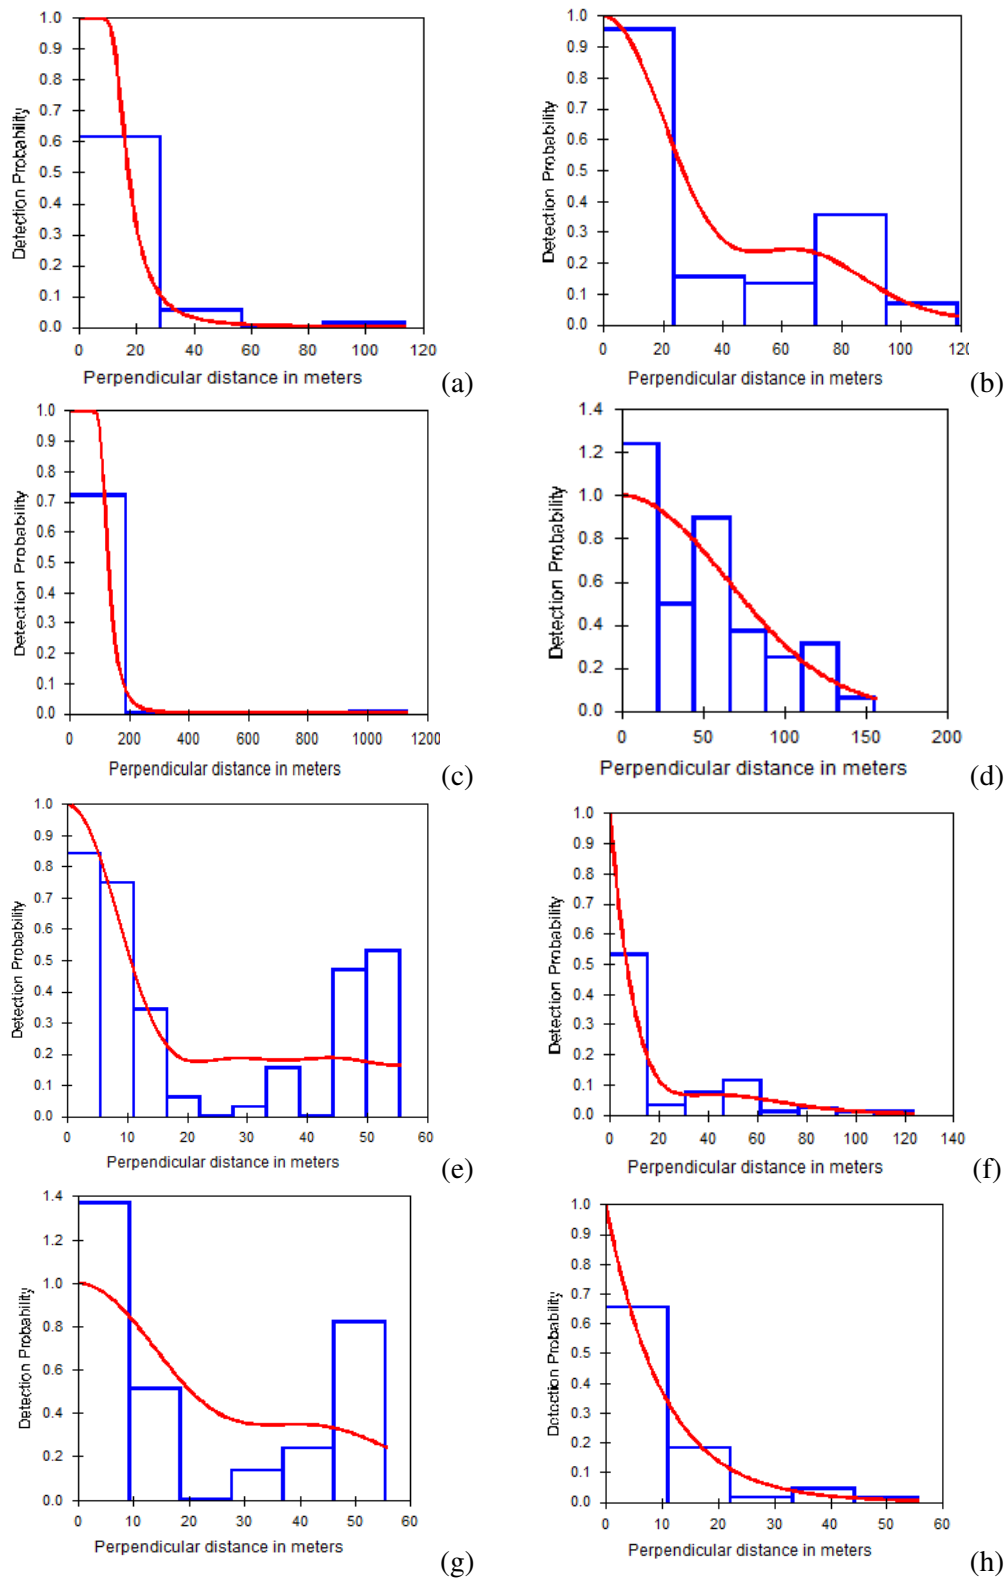 1.0
0.9
0.8
0.7
0.6
0.5
0.4
0.3
0.2
0.1
0.0
Detection Probability
0 20 40 60 80 100 120
Perpendicular distance in meters
(a)
1.0
0.9
0.8
0.7
0.6
0.5
0.4
0.3
0.2
0.1
0.0
Detection Probability
0 20 40 60 80 100 120
Perpendicular distance in meters
(b)
1.0
0.9
0.8
0.7
0.6
0.5
0.4
0.3
0.2
0.1
0.0
Detection Probability
0 200 400 600 800 1000 1200
Perpendicular distance in meters
(c)
1.4
1.2
1.0
0.8
0.6
0.4
0.2
0.0
Detection Probability
0 50 100 150 200
Perpendicular distance in meters
(d)
1.0
0.9
0.8
0.7
0.6
0.5
0.4
0.3
0.2
0.1
0.0
Detection Probability
0 10 20 30 40 50 60
Perpendicular distance in meters
(e)
1.0
0.9
0.8
0.7
0.6
0.5
0.4
0.3
0.2
0.1
0.0
Detection Probability
0 20 40 60 80 100 120 140
Perpendicular distance in meters
(f)
1.4
1.2
1.0
0.8
0.6
0.4
0.2
0.0
Detection Probability
0 10 20 30 40 50 60
Perpendicular distance in meters
(g)
1.0
0.9
0.8
0.7
0.6
0.5
0.4
0.3
0.2
0.1
0.0
Detection Probability
0 10 20 30 40 50 60
Perpendicular distance in meters
(h)